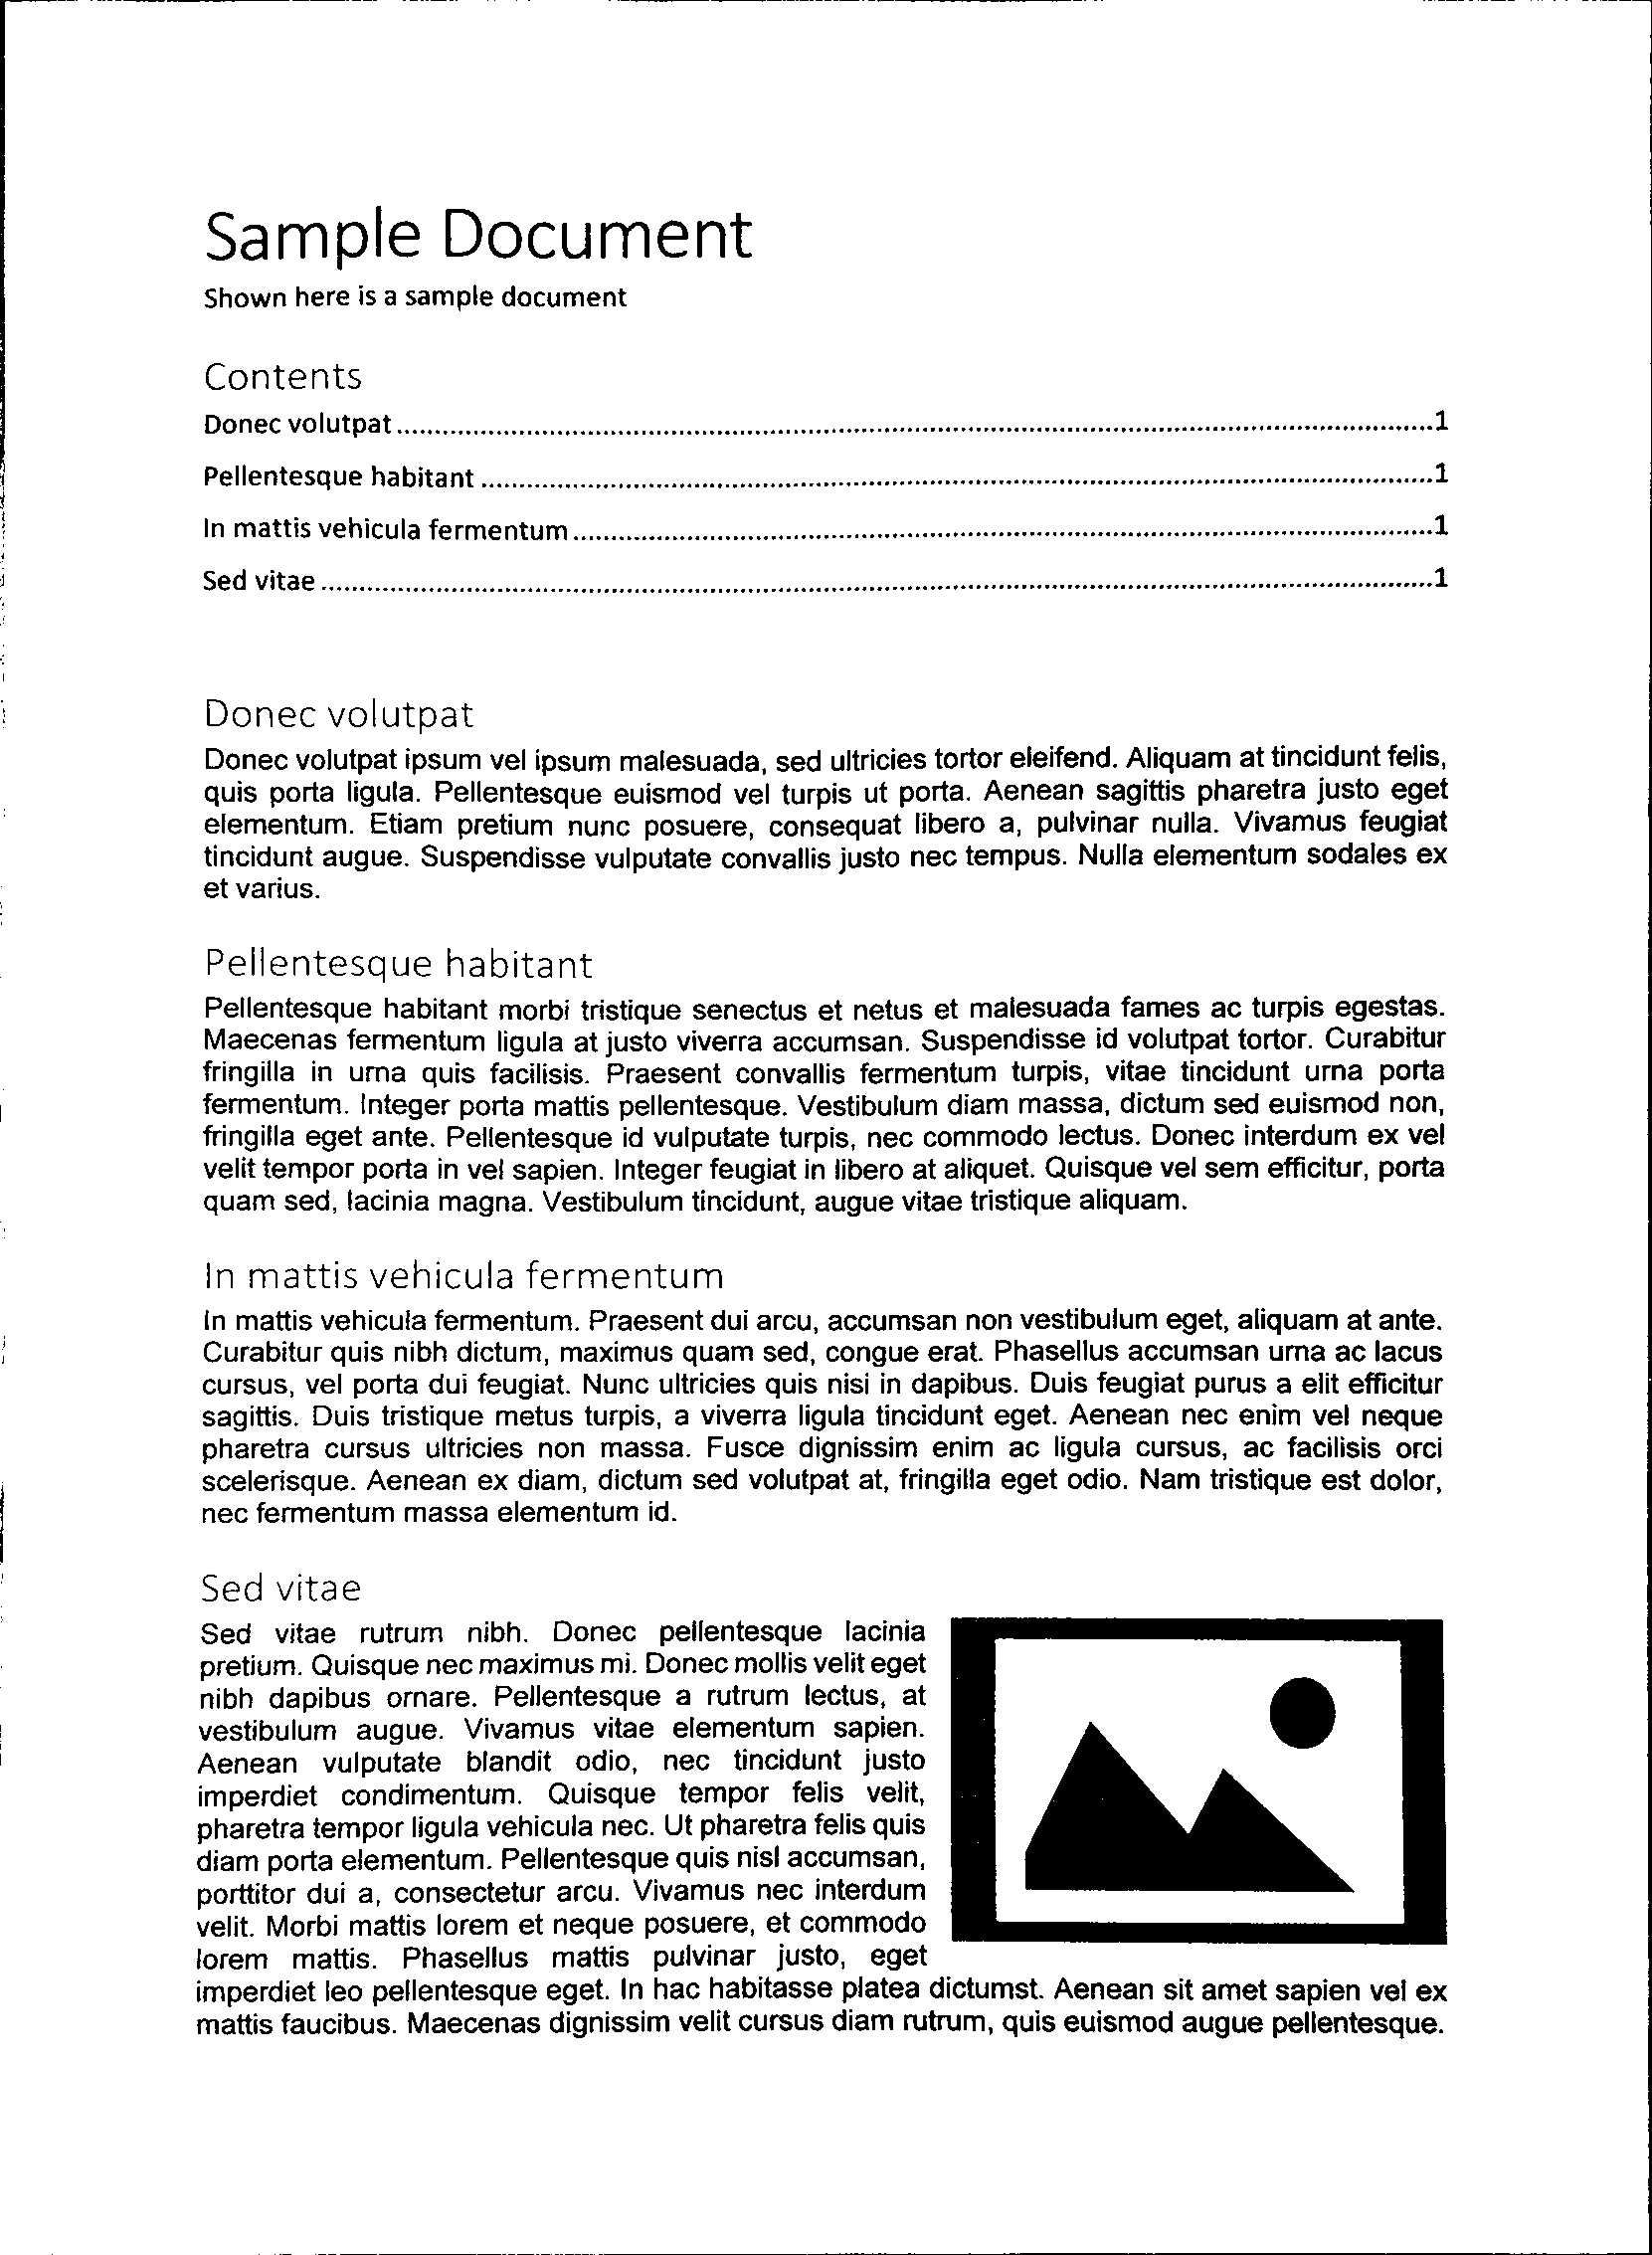 Sample Document
Shown here is a sample document
Contents
Donec volutpat....................1
Pellentesque habitant....................1
In mattis vehicula fermentum....................1
Sed vitae....................1
Donec volutpat
Donec volutpat ipsum vel ipsum malesuada, sed ultricies tortor eleifend. Aliquam at tincidunt felis,
quis porta ligula. Pellentesque euismod vel turpis ut porta. Aenean sagittis pharetra justo eget
elementum. Etiam pretium nunc posuere, consequat libero a, pulvinar nulla. Vivamus feugiat
tincidunt augue. Suspendisse vulputate convallis justo nec tempus. Nulla elementum sodales ex
et varius.
Pellentesque habitant
Pellentesque habitant morbi tristique senectus et netus et malesuada fames ac turpis egestas.
Maecenas fermentum ligula at justo viverra accumsan. Suspendisse id volutpat tortor. Curabitur
fringilla in urna quis facilisis. Praesent convallis fermentum turpis, vitae tincidunt urna porta
fermentum. Integer porta mattis pellentesque. Vestibulum diam massa, dictum sed euismod non,
fringilla eget ante. Pellentesque id vulputate turpis, nec commodo lectus. Donec interdum ex vel
velit tempor porta in vel sapien. Integer feugiat in libero at aliquet. Quisque vel sem efficitur, porta
quam sed, lacinia magna. Vestibulum tincidunt, augue vitae tristique aliquam.
In mattis vehicula fermentum
In mattis vehicula fermentum. Praesent dui arcu, accumsan non vestibulum eget, aliquam at ante.
Curabitur quis nibh dictum, maximus quam sed, congue erat. Phasellus accumsan urna ac lacus
cursus, vel porta dui feugiat. Nunc ultricies quis nisi in dapibus. Duis feugiat purus a elit efficitur
sagittis. Duis tristique metus turpis, a viverra ligula tincidunt eget. Aenean nec enim vel neque
pharetra cursus ultricies non massa. Fusce dignissim enim ac ligula cursus, ac facilisis orci
scelerisque. Aenean ex diam, dictum sed volutpat at, fringilla eget odio. Nam tristique est dolor,
nec fermentum massa elementum id.
Sed vitae
Sed vitae rutrum nibh. Donec pellentesque lacinia
pretium. Quisque nec maximus mi. Donec mollis velit eget
nibh dapibus ornare. Pellentesque a rutrum lectus, at
vestibulum augue. Vivamus vitae elementum sapien.
Aenean vulputate blandit odio, nec tincidunt justo
imperdiet condimentum. Quisque tempor felis velit,
pharetra tempor ligula vehicula nec. Ut pharetra felis quis
diam porta elementum. Pellentesque quis nisl accumsan,
porttitor dui a, consectetur arcu. Vivamus nec interdum
velit. Morbi mattis lorem et neque posuere, et commodo
lorem mattis. Phasellus mattis pulvinar justo, eget
imperdiet leo pellentesque eget. In hac habitasse platea dictumst. Aenean sit amet sapien vel ex
mattis faucibus. Maecenas dignissim velit cursus diam rutrum, quis euismod augue pellentesque.